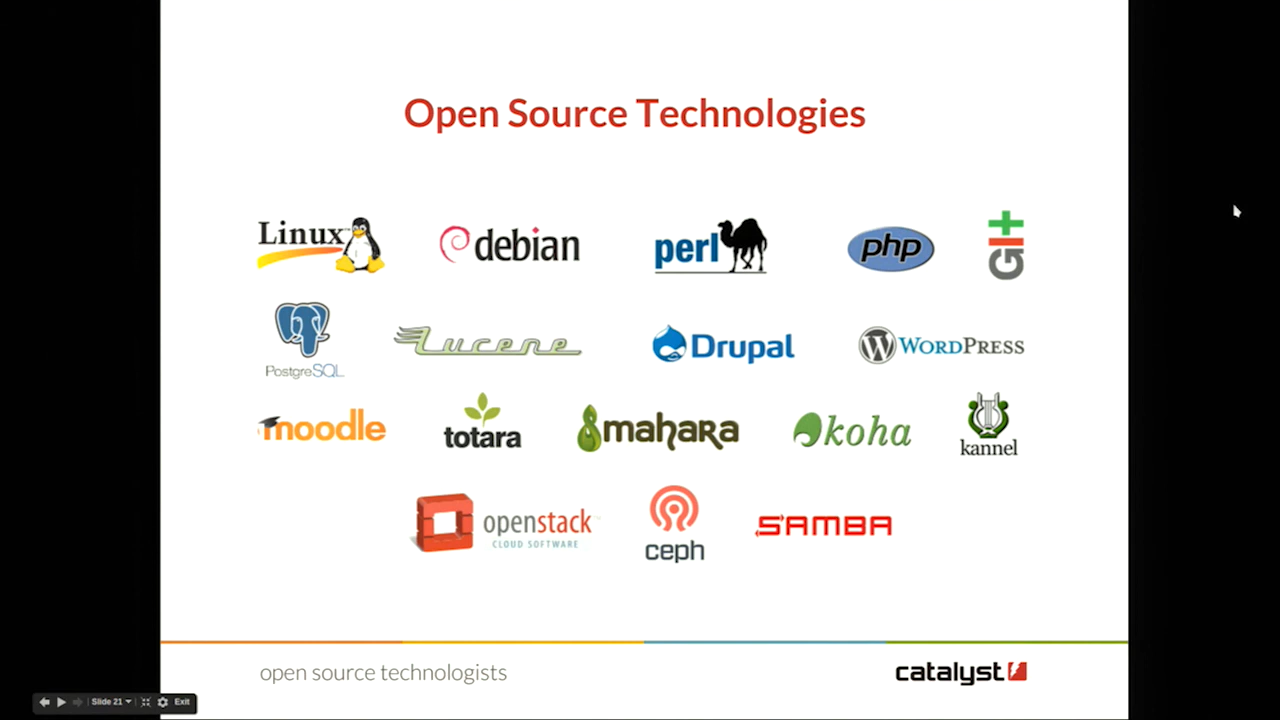 Open Source Technologies
Linux debian perl php GIt
PostgreSQL Lucene Drupal WORDPRESS
moodle totara mahara koha kannel
openstack
CLOUD SOFTWARE
ceph SAMBA
open source technologists catalyst
Slide 21 Exit